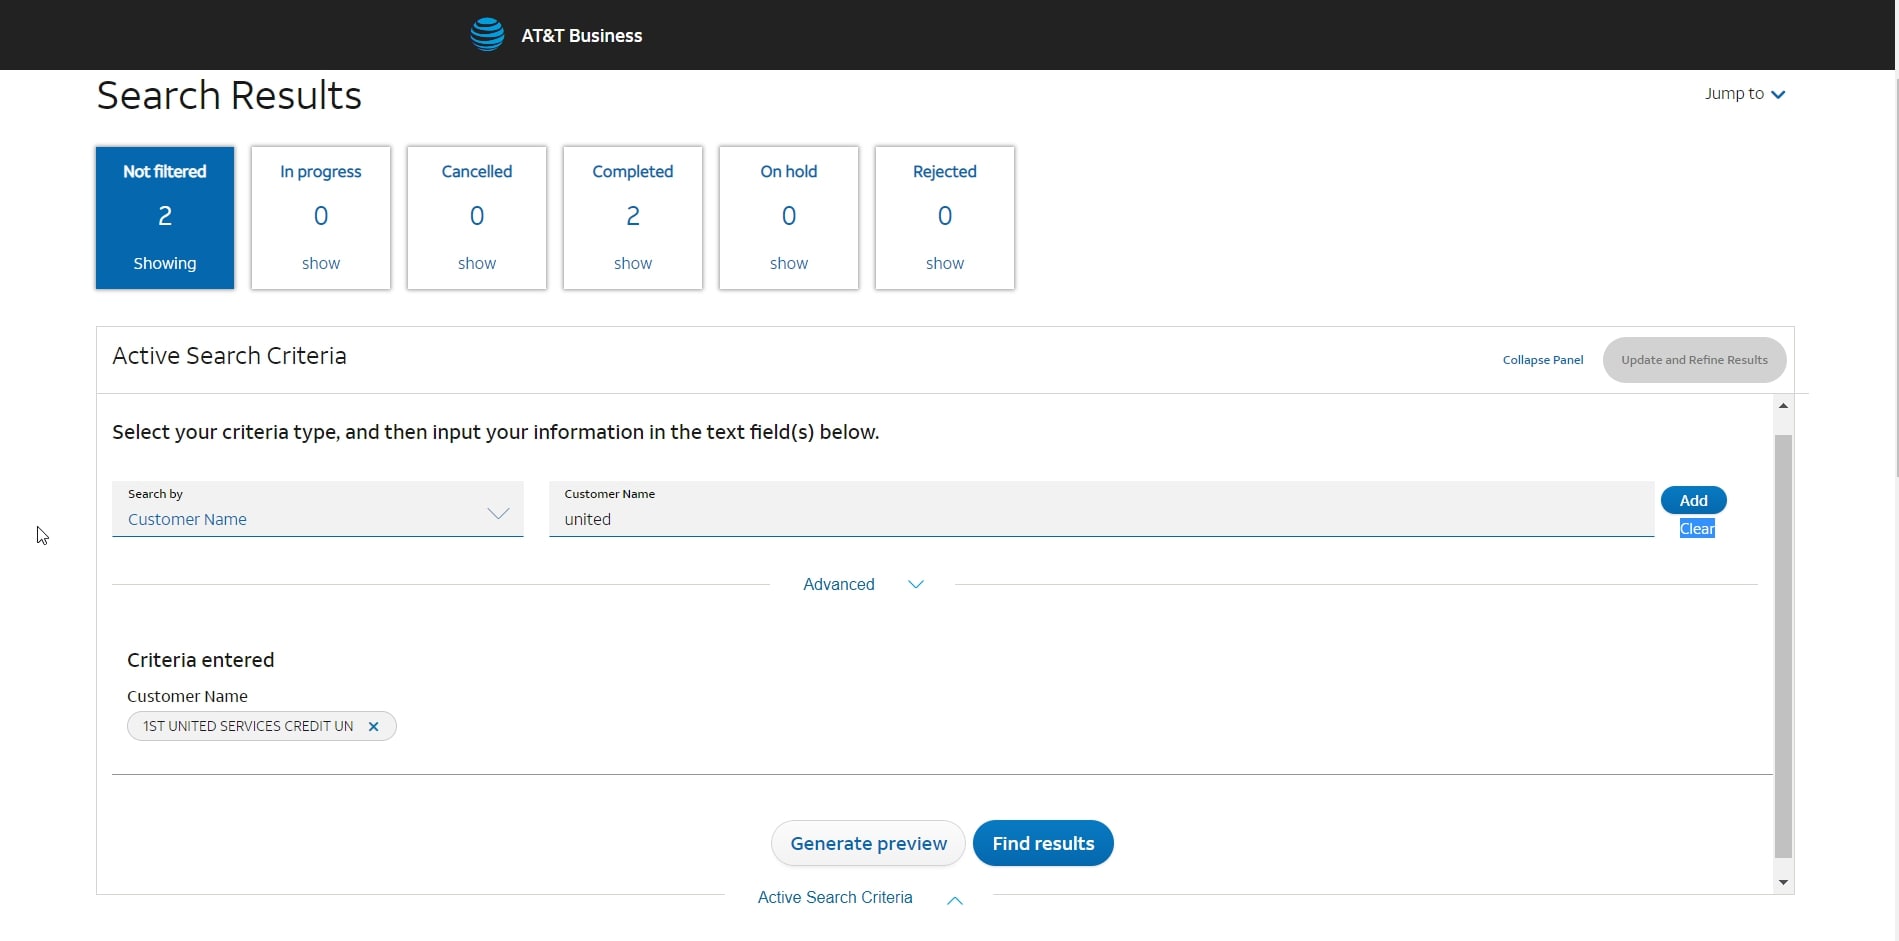 AT&T Business
Search Results
Jump to
Not filtered
2
Showing
In progress
0
show
Cancelled
0
show
Completed
2
show
On hold
0
show
Rejected
0
show
Active Search Criteria
Collapse Panel
Update and Refine Results
Select your criteria type, and then input your information in the text field(s) below.
Search by
Customer Name
Customer Name
united
Add
Clear
Advanced
Criteria entered
Customer Name
1ST UNITED SERVICES CREDIT UN
Generate preview
Find results
Active Search Criteria